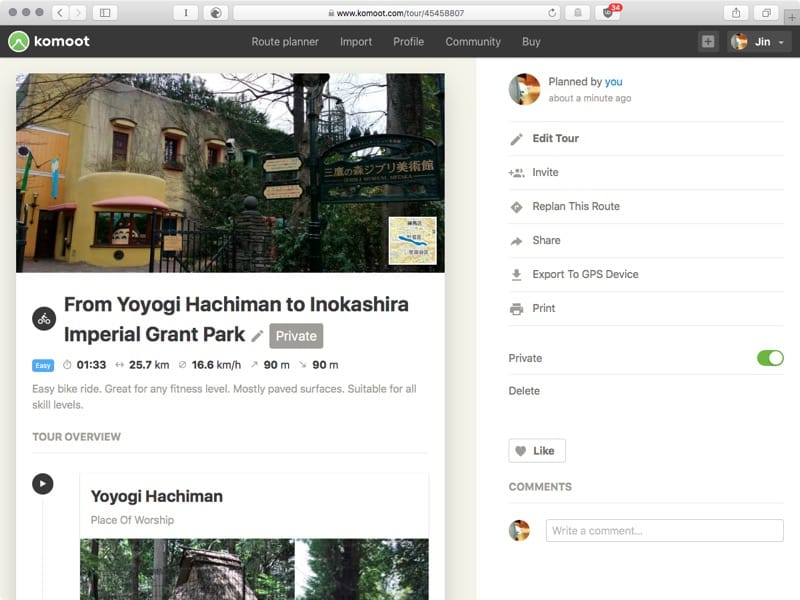 www.komoot.com/tour/45458807
34
komoot
Route planner
Import
Profile
Community
Buy
Jin
三鷹の森ジブリ美術館
GHIBLI MUSEUM, MITAKA
From Yoyogi Hachiman to Inokashira
Imperial Grant Park
Private
Easy 01:33 25.7 km 16.6 km/h 90 m 90 m
Easy bike ride. Great for any fitness level. Mostly paved surfaces. Suitable for all
skill levels.
TOUR OVERVIEW
Yoyogi Hachiman
Place Of Worship
Planned by you
about a minute ago
Edit Tour
Invite
Replan This Route
Share
Export To GPS Device
Print
Private
Delete
Like
COMMENTS
Write a comment...